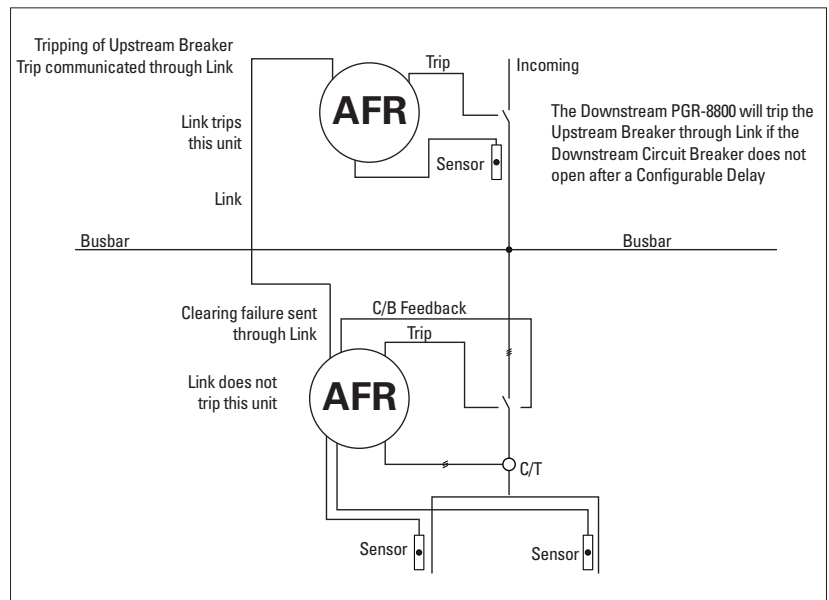 Tripping of Upstream Breaker
Trip communicated through Link
Trip
Incoming
AFR
The Downstream PGR-8800 will trip the
Upstream Breaker through Link if the
Downstream Circuit Breaker does not
open after a Configurable Delay
Link trips
this unit
Sensor
Link
Busbar
Busbar
Clearing failure sent
through Link
C/B Feedback
Trip
Link does not
trip this unit
AFR
C/T
Sensor
Sensor